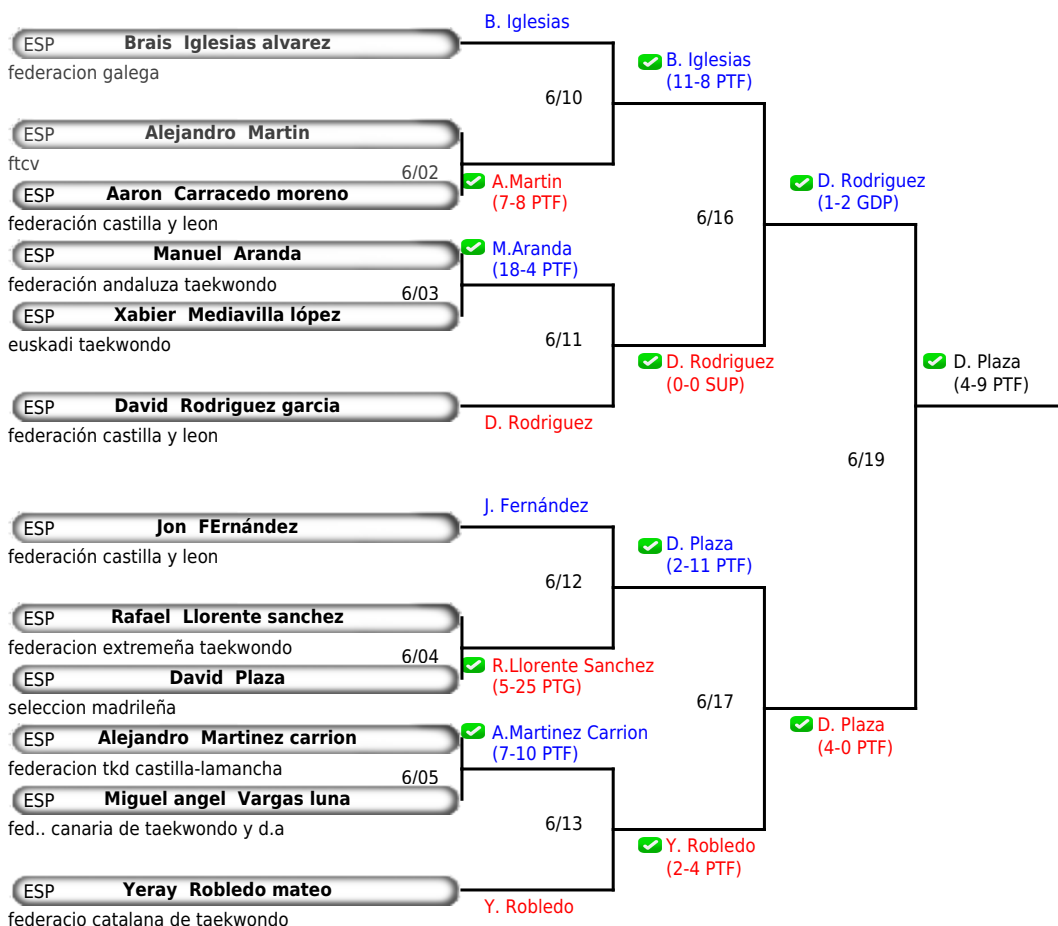 B. Iglesias
ESP Brais Iglesias alvarez
federacion galega
B. Iglesias
(11-8 PTF)
6/10
ESP Alejandro Martin
ftcv
6/02
A.Martin
(7-8 PTF)
ESP Aaron Carracedo moreno
federación castilla y leon
D. Rodriguez
(1-2 GDP)
6/16
ESP Manuel Aranda
federación andaluza taekwondo
M.Aranda
(18-4 PTF)
6/03
ESP Xabier Mediavilla lópez
euskadi taekwondo
6/11
D. Rodriguez
(0-0 SUP)
D. Plaza
(4-9 PTF)
ESP David Rodriguez garcia
federación castilla y leon
D. Rodriguez
6/19
J. Fernández
ESP Jon FErnández
federación castilla y leon
D. Plaza
(2-11 PTF)
6/12
ESP Rafael Llorente sanchez
federacion extremeña taekwondo
6/04
R.Llorente Sanchez
(5-25 PTG)
ESP David Plaza
seleccion madrileña
6/17
D. Plaza
(4-0 PTF)
ESP Alejandro Martinez carrion
federacion tkd castilla-lamancha
A.Martinez Carrion
(7-10 PTF)
6/05
ESP Miguel angel Vargas luna
fed.. canaria de taekwondo y d.a
6/13
Y. Robledo
(2-4 PTF)
ESP Yeray Robledo mateo
federacio catalana de taekwondo
Y. Robledo